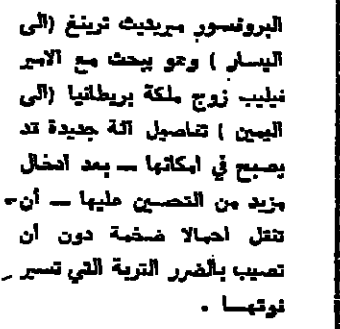 البروفسور مريديث ترينغ (الى
اليسار ) وهو يبحث مع الامير
فيليب زوج ملكة بريطانيا (الى
اليمين ) تفاصيل آلة جديدة قد
يصبح في امكانها — بعد ادخال
مزيد من التحسين عليها — أن
تنقل احمالا ضخمة دون أن
تصيب بالضرر التربة التي تسير
فوقها .